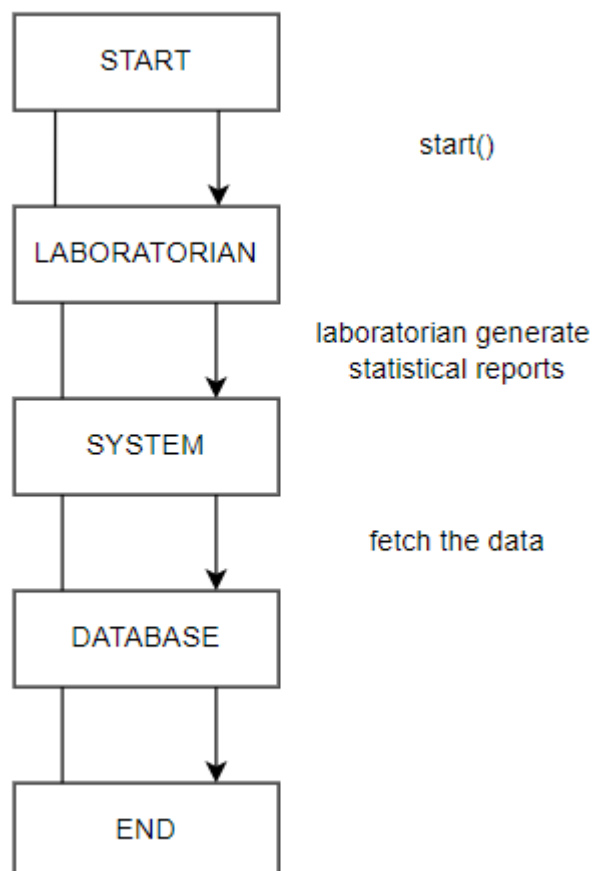 START
start()
LABORATORIAN
laboratorian generate
statistical reports
SYSTEM
fetch the data
DATABASE
END